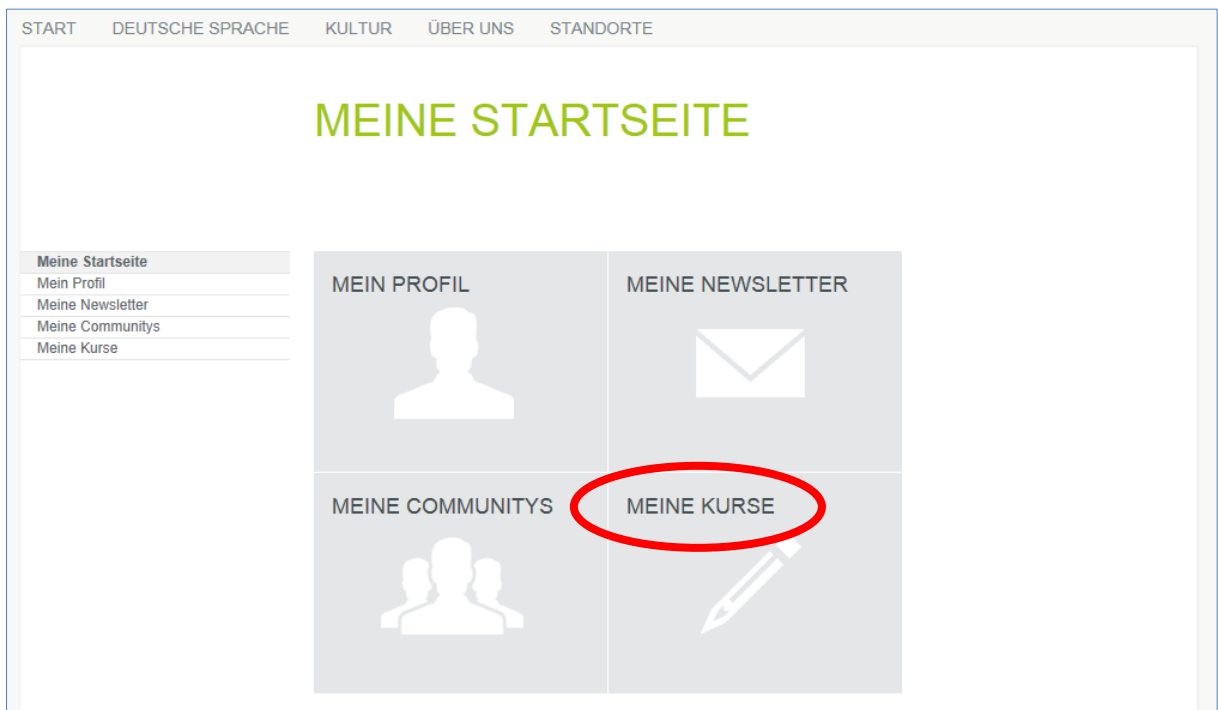 START DEUTSCHE SPRACHE KULTUR ÜBER UNS STANDORTE
MEINE STARTSEITE
Meine Startseite
Mein Profil
Meine Newsletter
Meine Communitys
Meine Kurse
MEIN PROFIL
MEINE NEWSLETTER
MEINE COMMUNITYS
MEINE KURSE